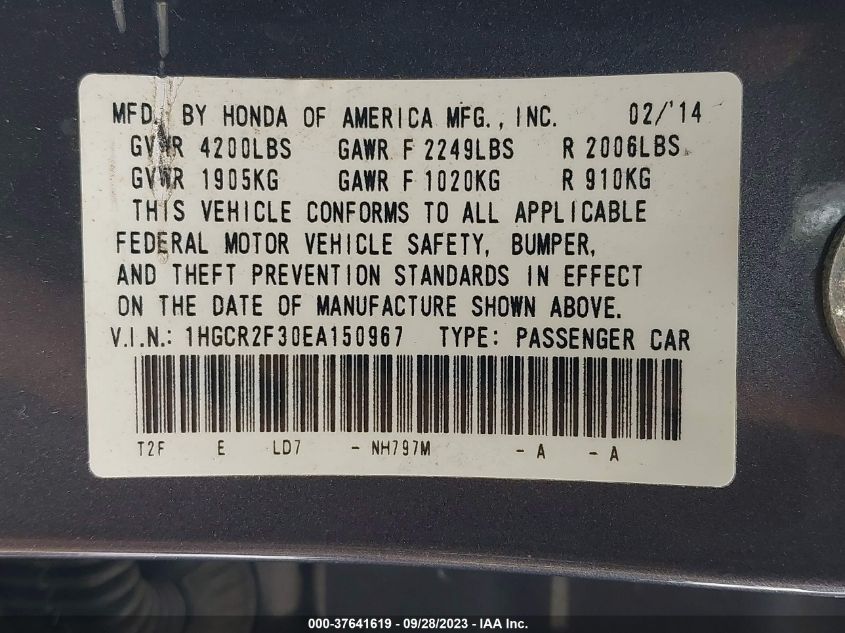 MFD. BY HONDA OF AMERICA MFG., INC. 02/'14
GVWR 4200LBS GAWR F 2249LBS R 2006LBS
GVWR 1905KG GAWR F 1020KG R 910KG
THIS VEHICLE CONFORMS TO ALL APPLICABLE
FEDERAL MOTOR VEHICLE SAFETY, BUMPER,
AND THEFT PREVENTION STANDARDS IN EFFECT
ON THE DATE OF MANUFACTURE SHOWN ABOVE.
V.I.N.: 1HGCR2F30EA150967 TYPE: PASSENGER CAR
T2F E LD7 - NH797M - A - A
000-37641619 - 09/28/2023 - IAA Inc.